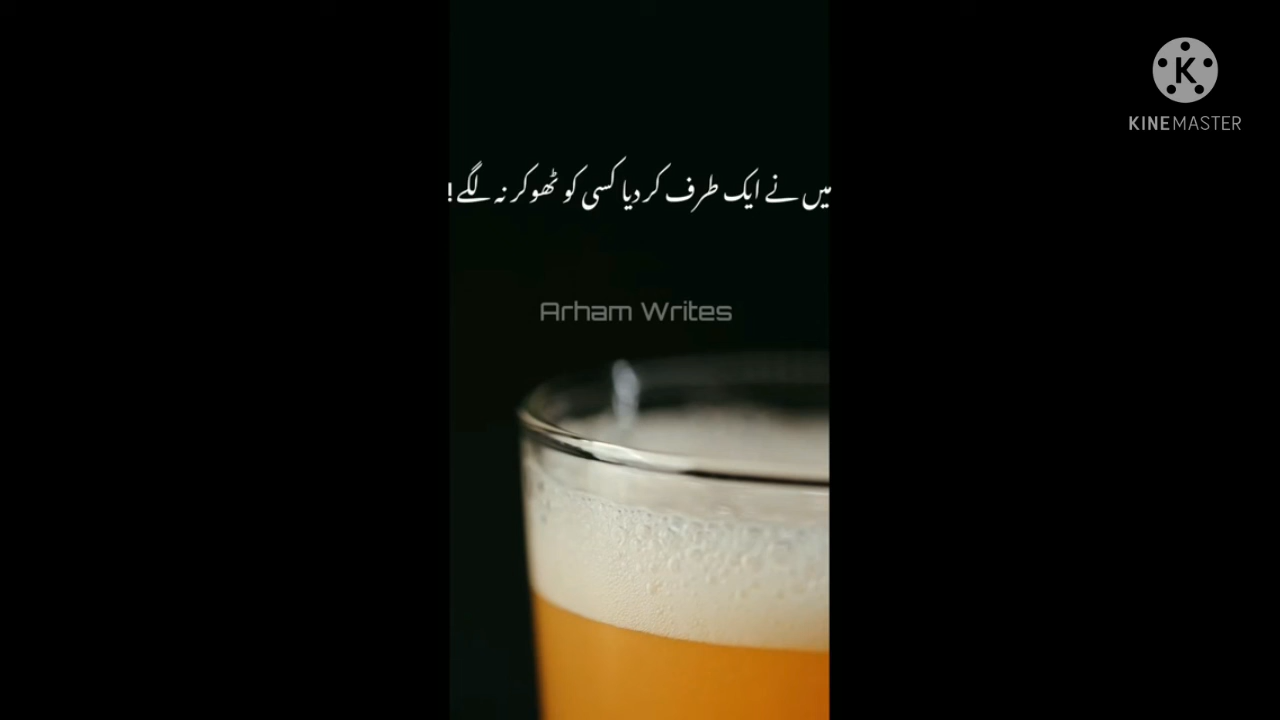 KINEMASTER
میں نے ایک طرف کر دیا کسی کو ٹھوکر نہ لگے!
Arham Writes